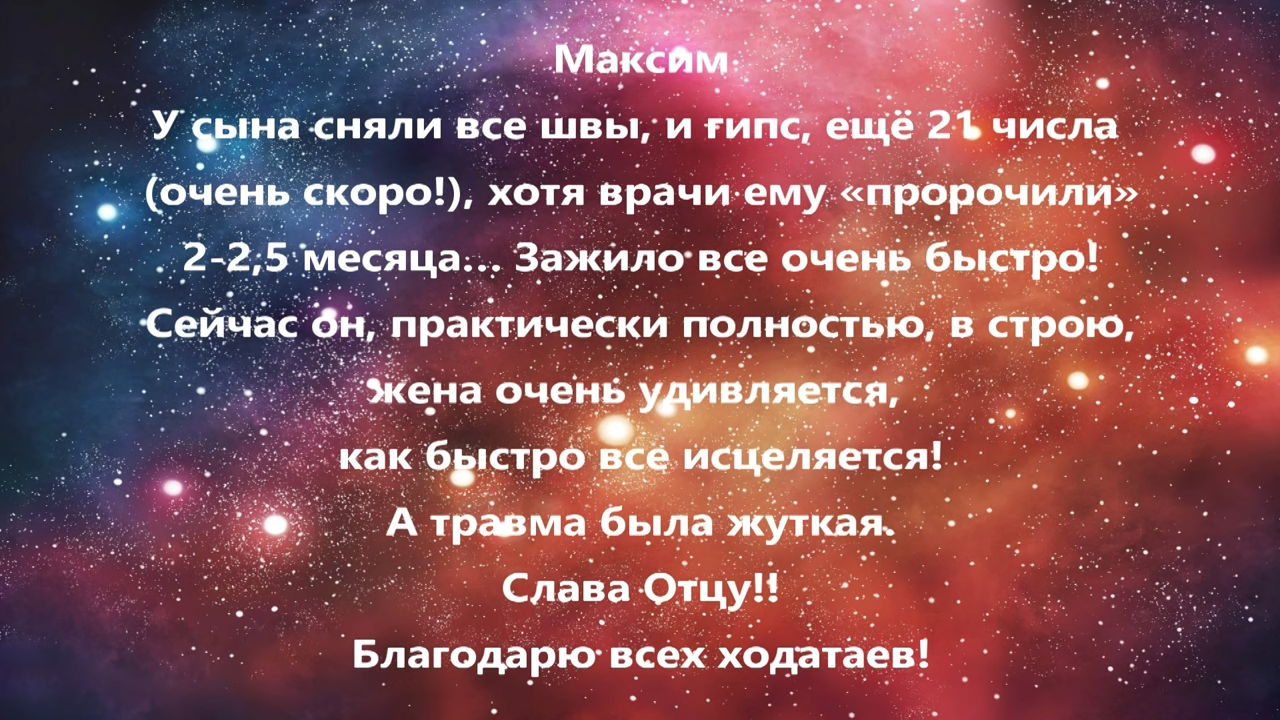 Максим
У сына сняли все швы, и гипс, ещё 21 числа
(очень скоро!), хотя врачи ему «пророчили»
2-2,5 месяца... Зажило все очень быстро!
Сейчас он, практически полностью, в строю,
жена очень удивляется,
как быстро все исцеляется!
А травма была жуткая.
Слава Отцу!!
Благодарю всех ходатаев!